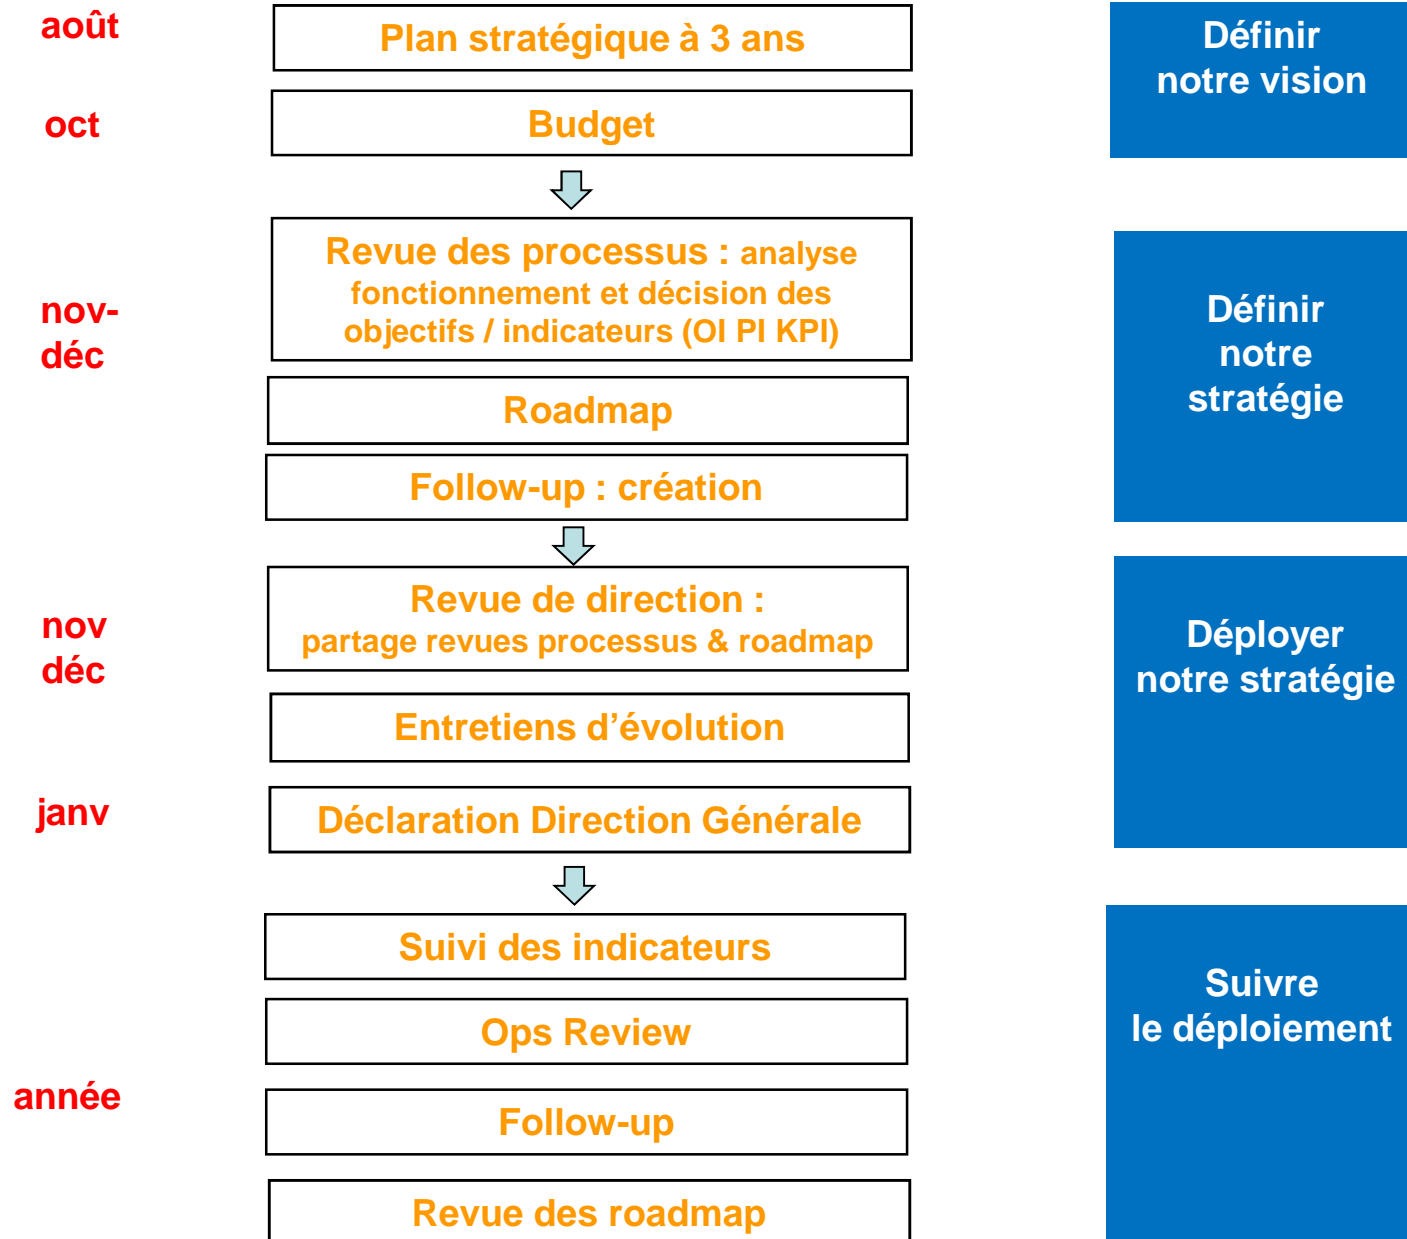 août
Plan stratégique à 3 ans
Définir
notre vision
oct
Budget
nov-
déc
Revue des processus : analyse
fonctionnement et décision des
objectifs / indicateurs (OI PI KPI)
Définir
notre
stratégie
Roadmap
Follow-up : création
nov
déc
Revue de direction :
partage revues processus & roadmap
Déployer
notre stratégie
Entretiens d’évolution
janv
Déclaration Direction Générale
Suivi des indicateurs
Suivre
le déploiement
Ops Review
année
Follow-up
Revue des roadmap